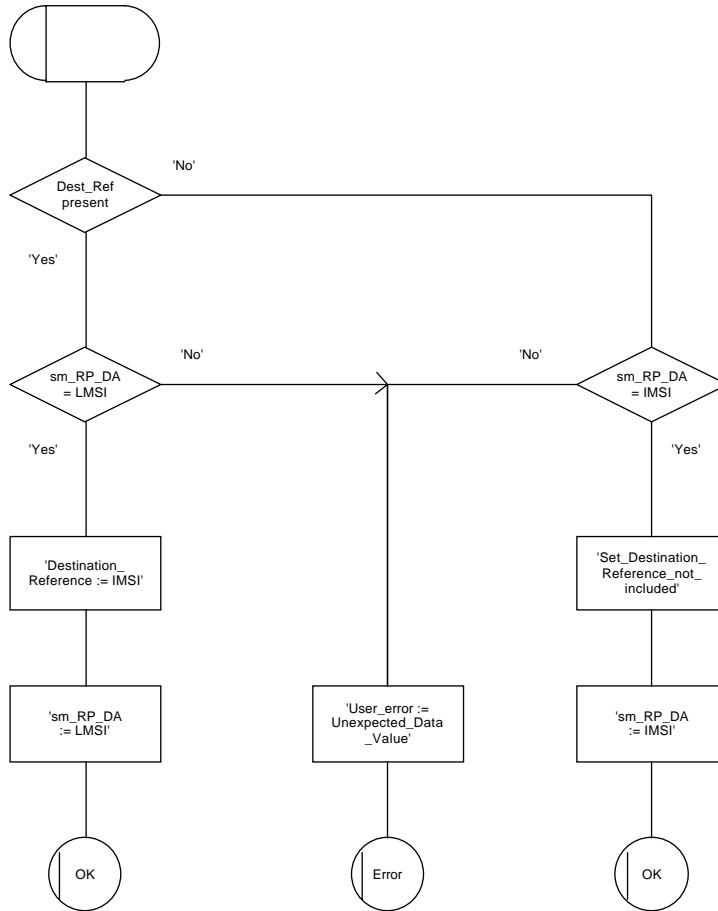 'No'
Dest_Ref
present
'Yes'
'No'
'No'
sm_RP_DA
= LMSI
sm_RP_DA
= IMSI
'Yes'
'Yes'
'Destination_
Reference := IMSI'
'Set_Destination_
Reference_not_
included'
'sm_RP_DA
:= LMSI'
'User_error :=
Unexpected_Data
_Value'
'sm_RP_DA
:= IMSI'
OK
Error
OK